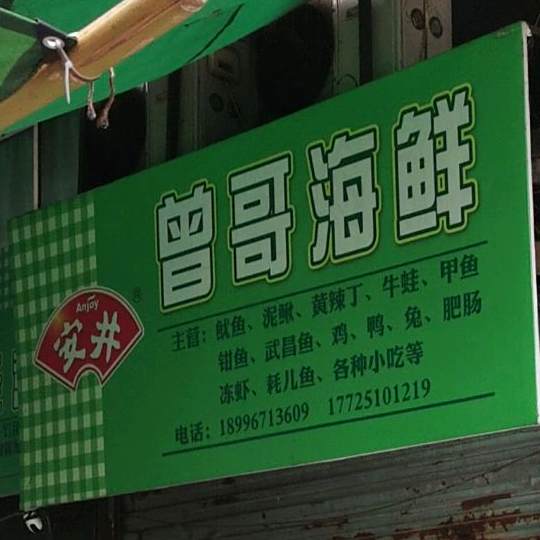 曾哥海鲜
Anjoy
®
安井
主营：鱿鱼、泥鳅、黄辣丁、牛蛙、甲鱼
钳鱼、武昌鱼、鸡、鸭、兔、肥肠
冻虾、耗儿鱼、各种小吃等
电话：18996713609 17725101219